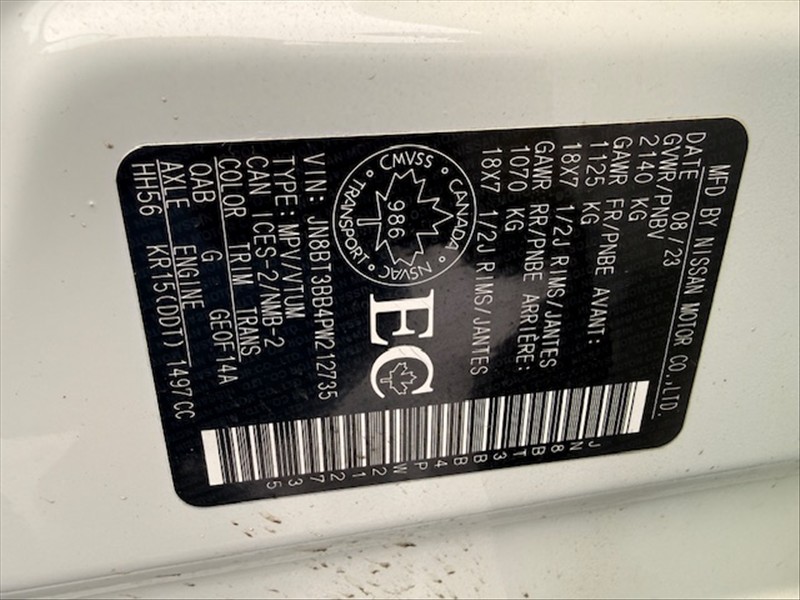 MFD BY NISSAN MOTOR CO.,LTD.
DATE 08/23
GVWR/PNBV
2140 KG
GAWR FR/PNBE AVANT:
1125 KG
18X7 1/2J RIMS/JANTES
GAWR RR/PNBE ARRIÈRE:
1070 KG
18X7 1/2J RIMS/JANTES
CMVSS • CANADA • NSVAC • TRANSPORT •
986
EC
VIN: JN8BT3BB4PW212735
TYPE: MPV/VTUM
CAN ICES-2/NMB-2
COLOR TRIM TRANS
QAB G GE0F14A
AXLE ENGINE
HH56 KR15(DDT) 1497CC
JN8BT3BB4PW212735